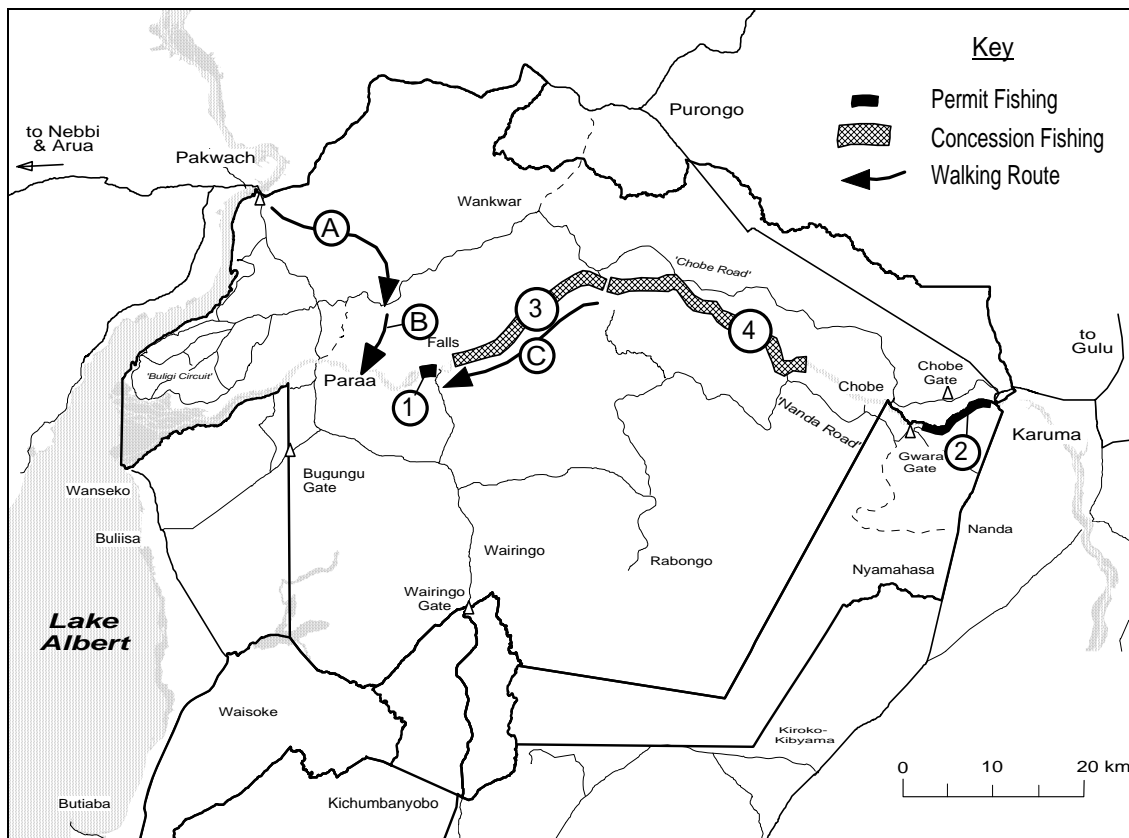 Key
Permit Fishing
Concession Fishing
Walking Route
Purongo
to Nebbi
& Arua
Pakwach
Wankwar
A
'Chobe Road'
3
B
4
Falls
C
to
Gulu
'Buligi Circuit'
Paraa
1
Chobe
Gate
Chobe
'Nanda Road'
Karuma
2
Gwara
Gate
Bugungu
Gate
Wanseko
Buliisa
Wairingo
Rabongo
Nanda
Nyamahasa
Wairingo
Gate
Lake
Albert
Waisoke
Kiroko-
Kibyama
0 10 20 km
Butiaba
Kichumbanyobo